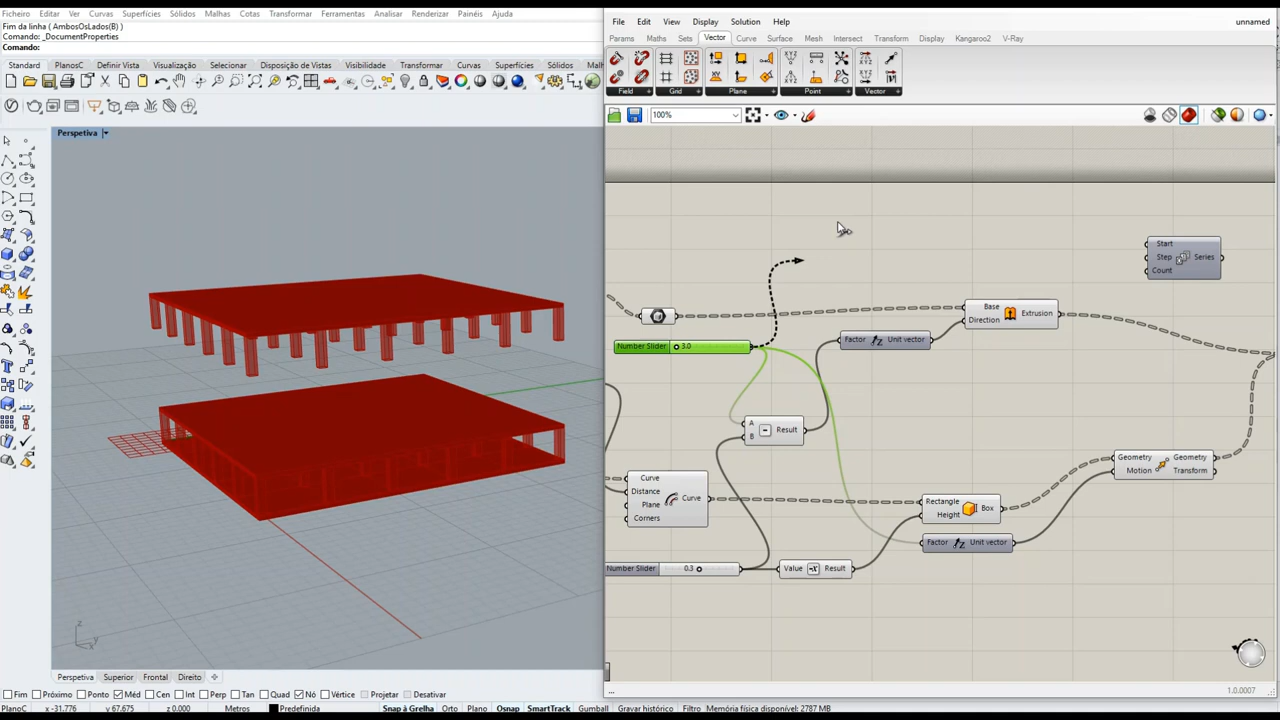 Ficheiro Editar Ver Curvas Superfícies Sólidos Malhas Cotas Transformar Ferramentas Analisar Renderizar Painéis Ajuda
Fim da linha ( AmbosOsLados(B) )
Comando: _DocumentProperties
Comando:
Standard PlanosC Definir Vista Visualização Selecionar Disposição de Vistas Visibilidade Transformar Curvas Superfícies Sólidos Malhas
Perspetiva
z
x y
Perspetiva Superior Frontal Direito
Fim Próximo Ponto Méd Cen Int Perp Tan Quad Nó Vértice Projetar Desativar
PlanoC x -31.776 y 67.675 z 0.000 Metros Predefinida Snap à Grelha Orto Plano Osnap SmartTrack Gumball Gravar histórico Filtro Memória física disponível: 2787 MB
File Edit View Display Solution Help unnamed
Params Maths Sets Vector Curve Surface Mesh Intersect Transform Display Kangaroo2 V-Ray
Field Grid Plane Point Vector
100%
Start
Step Series
Count
Base
Direction Extrusion
Number Slider 3.0
Factor Unit vector
A
B Result
Curve
Distance
Plane
Corners Curve
Rectangle
Height Box
Geometry Geometry
Motion Transform
Factor Unit vector
Number Slider 0.3
Value -x Result
...
1.0.0007